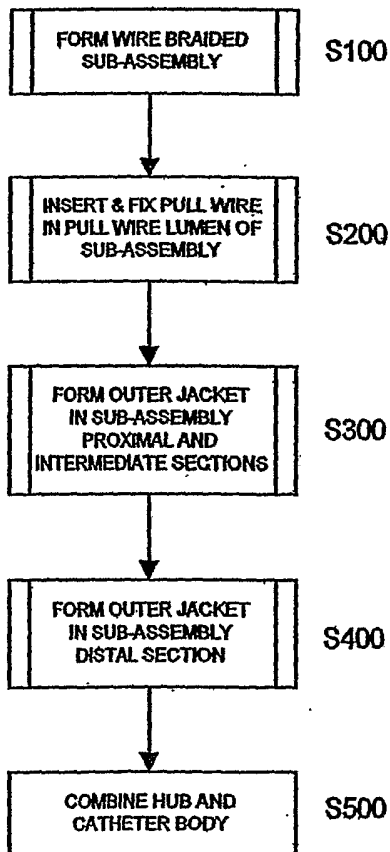 FORM WIRE BRAIDED
SUB-ASSEMBLY
S100
INSERT & FIX PULL WIRE
IN PULL WIRE LUMEN OF
SUB-ASSEMBLY
S200
FORM OUTER JACKET
IN SUB-ASSEMBLY
PROXIMAL AND
INTERMEDIATE SECTIONS
S300
FORM OUTER JACKET
IN SUB-ASSEMBLY
DISTAL SECTION
S400
COMBINE HUB AND
CATHETER BODY
S500